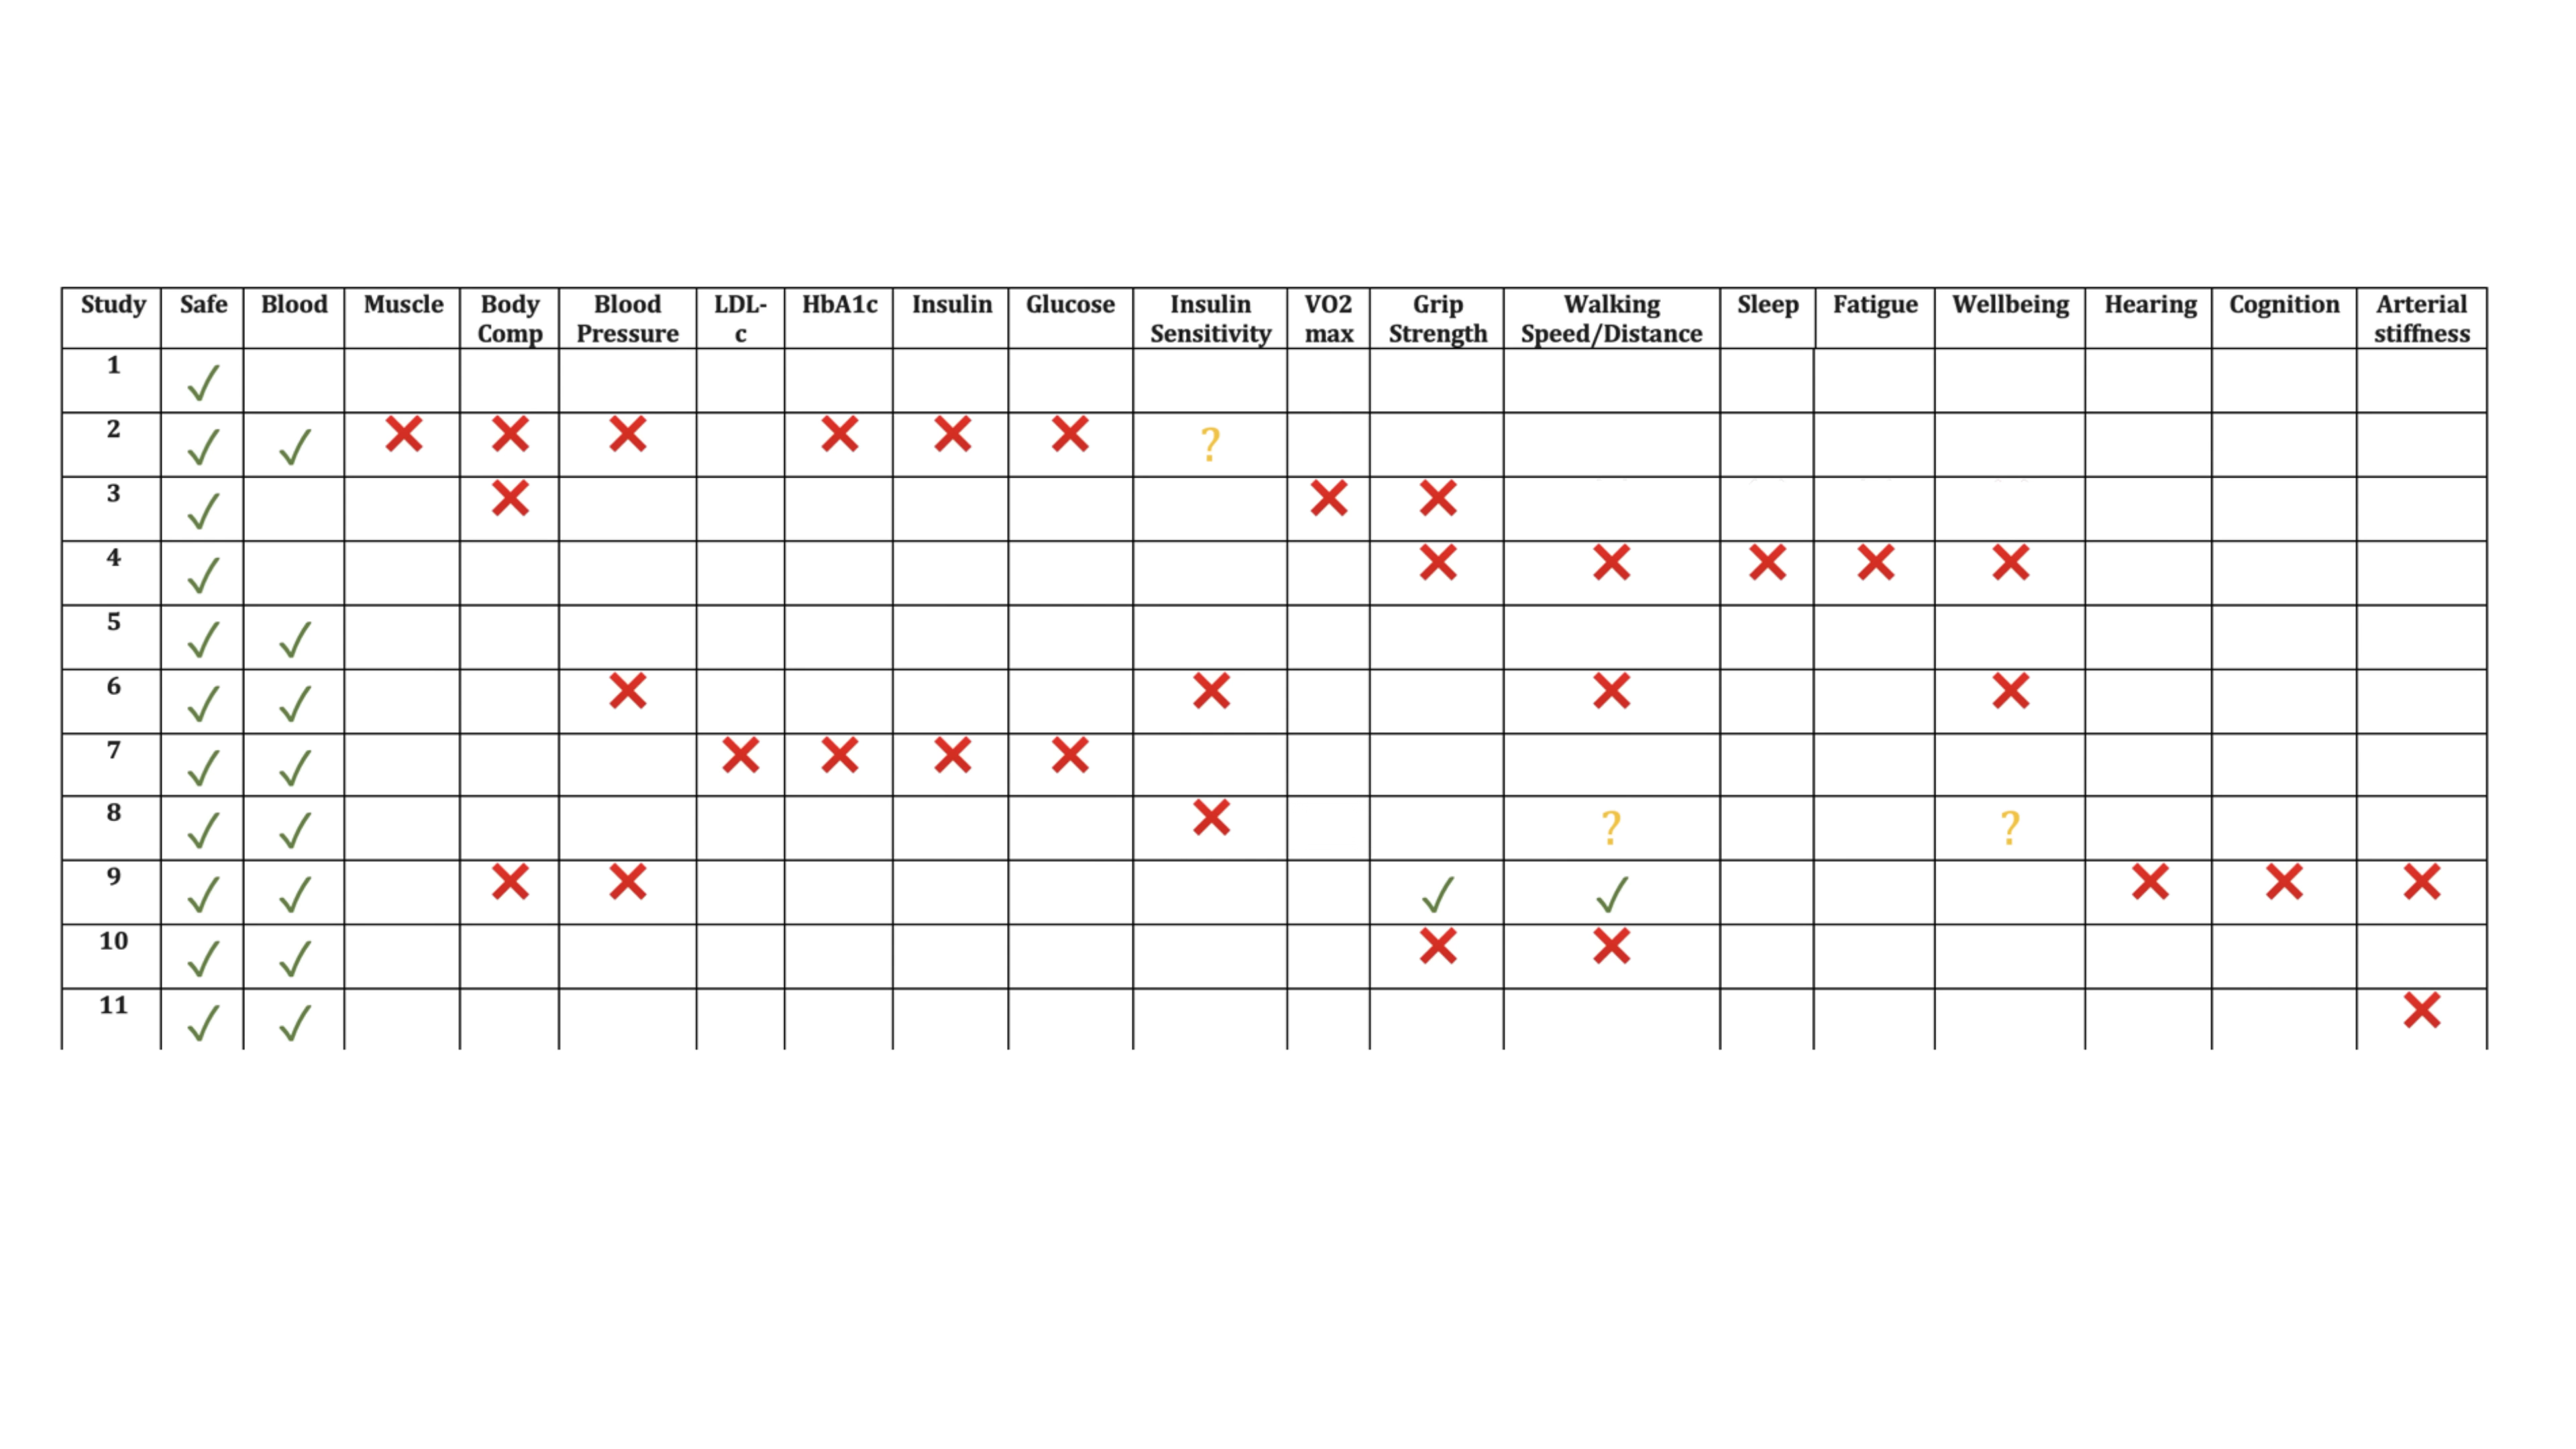 Study Safe Blood Muscle Body Comp Blood Pressure LDL-c HbA1c Insulin Glucose Insulin Sensitivity VO2 max Grip Strength Walking Speed/Distance Sleep Fatigue Wellbeing Hearing Cognition Arterial stiffness
1 ✓
2 ✓ ✓ ✕ ✕ ✕ ✕ ✕ ✕ ?
3 ✓ ✕ ✕ ✕
4 ✓ ✕ ✕ ✕ ✕ ✕
5 ✓ ✓
6 ✓ ✓ ✕ ✕ ✕ ✕
7 ✓ ✓ ✕ ✕ ✕ ✕
8 ✓ ✓ ✕ ? ?
9 ✓ ✓ ✕ ✕ ✓ ✓ ✕ ✕ ✕
10 ✓ ✓ ✕ ✕
11 ✓ ✓ ✕